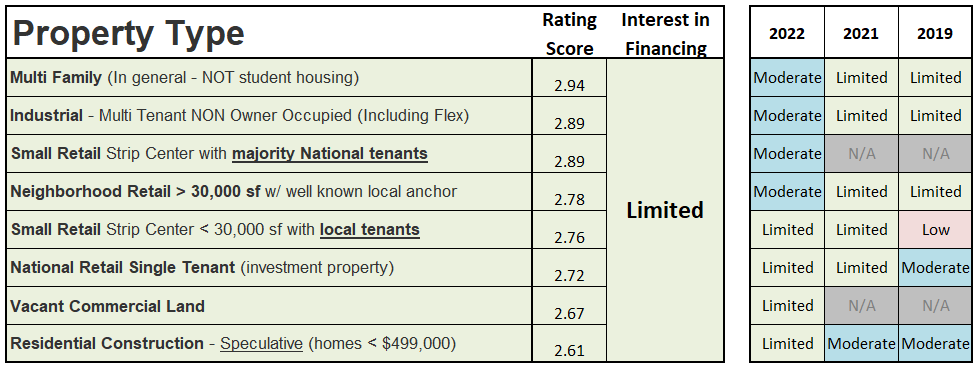 Property Type Rating Score Interest in Financing 2022 2021 2019
Multi Family (In general - NOT student housing) 2.94 Moderate Limited Limited
Industrial - Multi Tenant NON Owner Occupied (Including Flex) 2.89 Moderate Limited Limited
Small Retail Strip Center with majority National tenants 2.89 Moderate N/A N/A
Neighborhood Retail > 30,000 sf w/ well known local anchor 2.78 Moderate Limited Limited
Limited
Small Retail Strip Center < 30,000 sf with local tenants 2.76 Limited Limited Low
National Retail Single Tenant (investment property) 2.72 Limited Limited Moderate
Vacant Commercial Land 2.67 Limited N/A N/A
Residential Construction - Speculative (homes < $499,000) 2.61 Limited Moderate Moderate